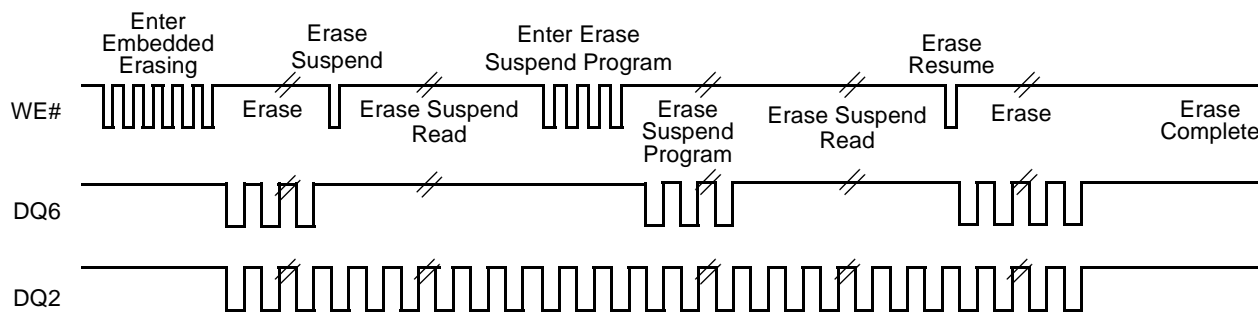 Enter
Embedded
Erasing
Erase
Suspend
Enter Erase
Suspend Program
Erase
Resume
WE#
Erase
Erase Suspend
Read
Erase
Suspend
Program
Erase Suspend
Read
Erase
Erase
Complete
DQ6
DQ2